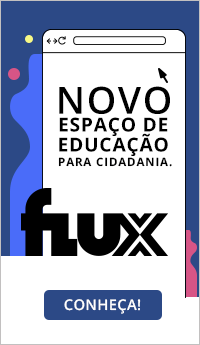 NOVO
ESPAÇO DE
EDUCAÇÃO
PARA CIDADANIA.
flux
CONHEÇA!